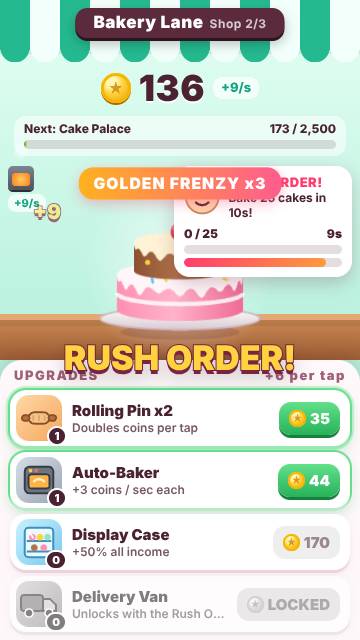 Bakery Lane Shop 2/3
136 +9/s
Next: Cake Palace 173 / 2,500
GOLDEN FRENZY x3
RDER!
cakes in
10s!
+9/s
+9
0 / 25 9s
RUSH ORDER!
UPGRADES +6 per tap
Rolling Pin x2
Doubles coins per tap
1
35
Auto-Baker
+3 coins / sec each
1
44
Display Case
+50% all income
0
170
Delivery Van
Unlocks with the Rush O...
0
LOCKED